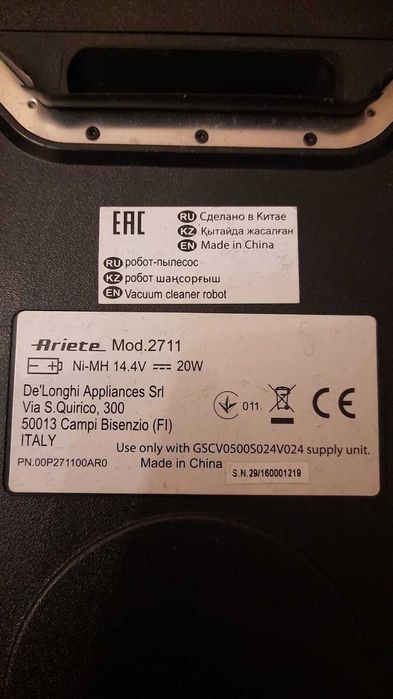 EAC
RU Сделано в Китае
KZ Қытайда жасалған
EN Made in China
RU робот-пылесос
KZ робот шаңсорғыш
EN Vacuum cleaner robot
Ariete Mod.2711
Ni-MH 14.4V 20W
De'Longhi Appliances Srl
Via S.Quirico, 300
50013 Campi Bisenzio (FI)
ITALY
011
CE
Use only with GSCV0500S024V024 supply unit.
PN.00P271100AR0
Made in China
S.N.29/160001219